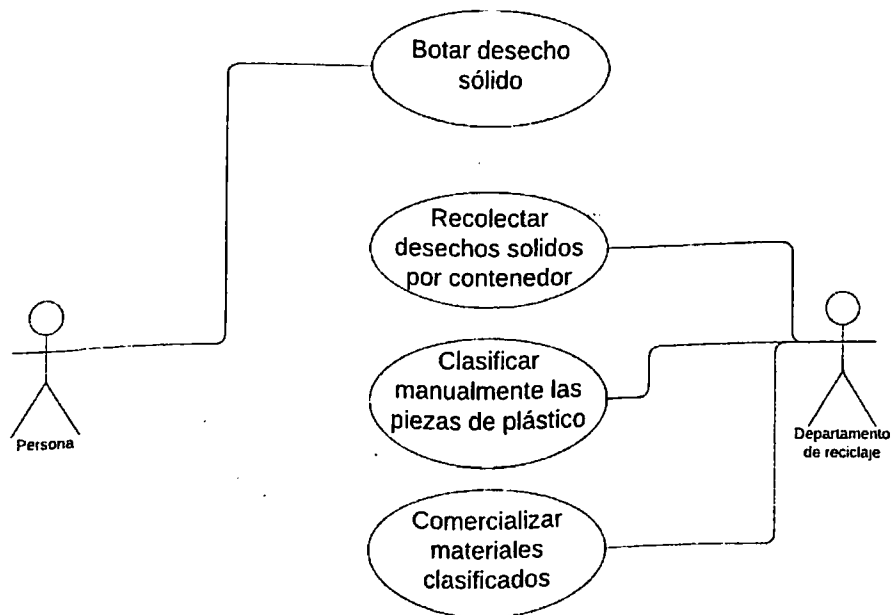 Botar desecho
sólido
Recolectar
desechos solidos
por contenedor
Clasificar
manualmente las
piezas de plástico
Persona
Departamento
de reciclaje
Comercializar
materiales
clasificados